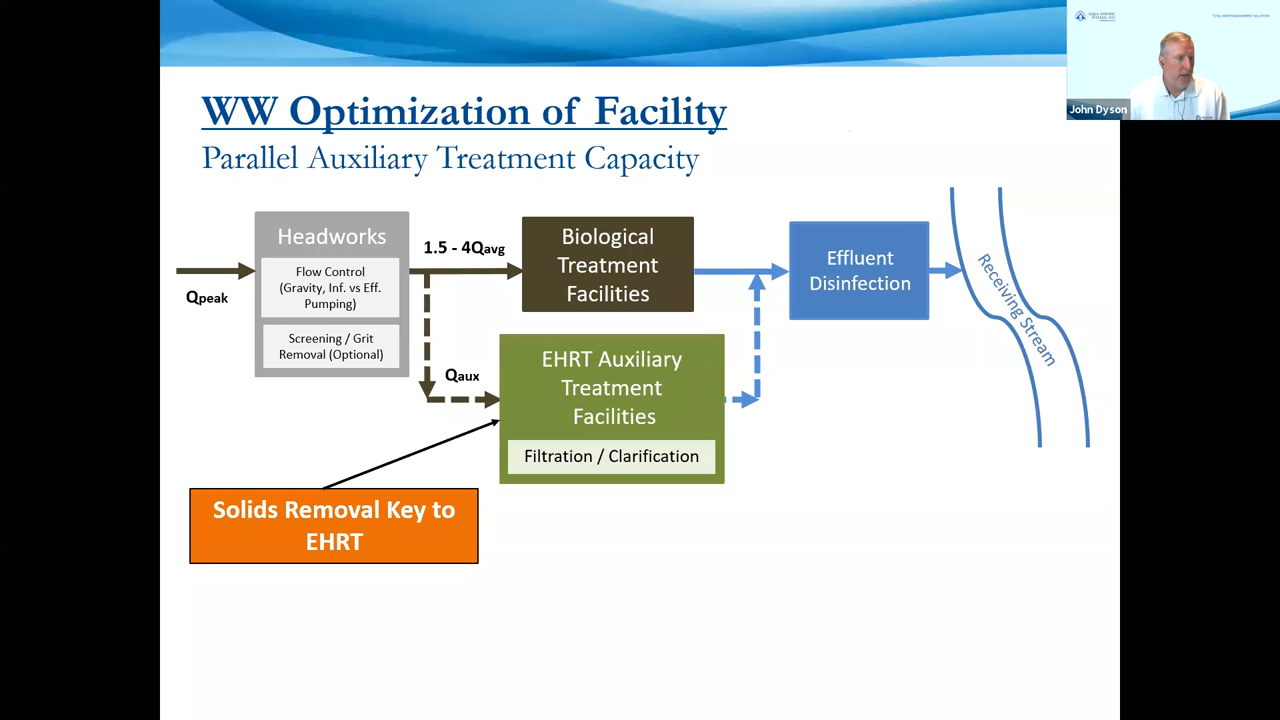 WW Optimization of Facility
Parallel Auxiliary Treatment Capacity
Qpeak
Headworks
Flow Control
(Gravity, Inf. vs Eff.
Pumping)
Screening / Grit
Removal (Optional)
1.5 - 4Qavg
Qaux
Biological
Treatment
Facilities
EHRT Auxiliary
Treatment
Facilities
Filtration / Clarification
Effluent
Disinfection
Receiving Stream
Solids Removal Key to
EHRT
John Dyson